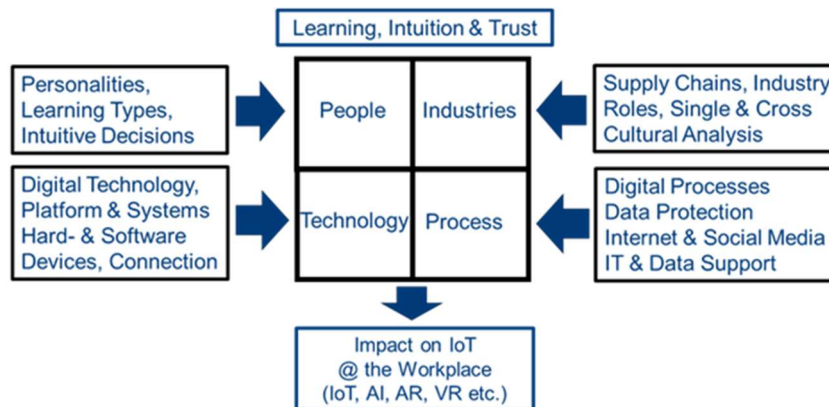 Learning, Intuition & Trust
Personalities,
Learning Types,
Intuitive Decisions
People
Industries
Supply Chains, Industry
Roles, Single & Cross
Cultural Analysis
Digital Technology,
Platform & Systems
Hard- & Software
Devices, Connection
Technology
Process
Digital Processes
Data Protection
Internet & Social Media
IT & Data Support
Impact on IoT
@ the Workplace
(IoT, AI, AR, VR etc.)